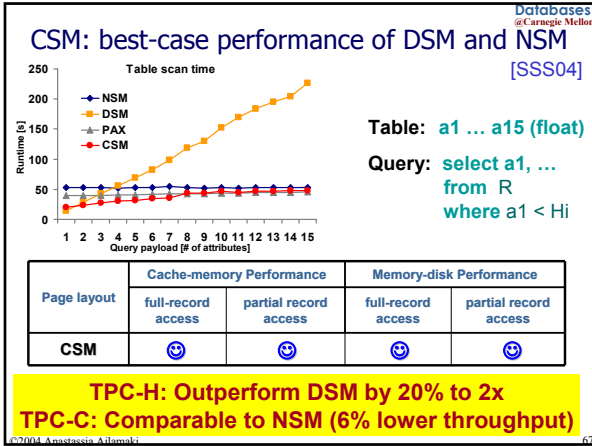 Databases
@Carnegie Mellon
CSM: best-case performance of DSM and NSM
[SSS04]
Table scan time
Runtime [s]
250
200
150
100
50
0
NSM
DSM
PAX
CSM
1 2 3 4 5 6 7 8 9 10 11 12 13 14 15
Query payload [# of attributes]
Table: a1 … a15 (float)
Query: select a1, …
from R
where a1 < Hi
Page layout
Cache-memory Performance
Memory-disk Performance
full-record access
partial record access
full-record access
partial record access
CSM
TPC-H: Outperform DSM by 20% to 2x
TPC-C: Comparable to NSM (6% lower throughput)
©2004 Anastassia Ailamaki